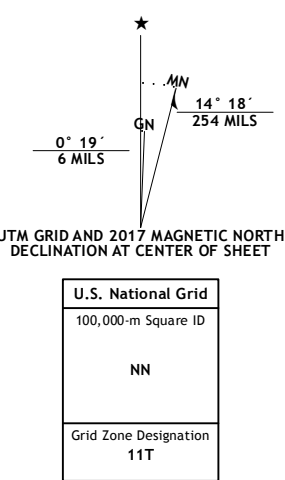 ★
MN
14° 18´
254 MILS
GN
0° 19´
6 MILS
UTM GRID AND 2017 MAGNETIC NORTH
DECLINATION AT CENTER OF SHEET
U.S. National Grid
100,000-m Square ID
NN
Grid Zone Designation
11T